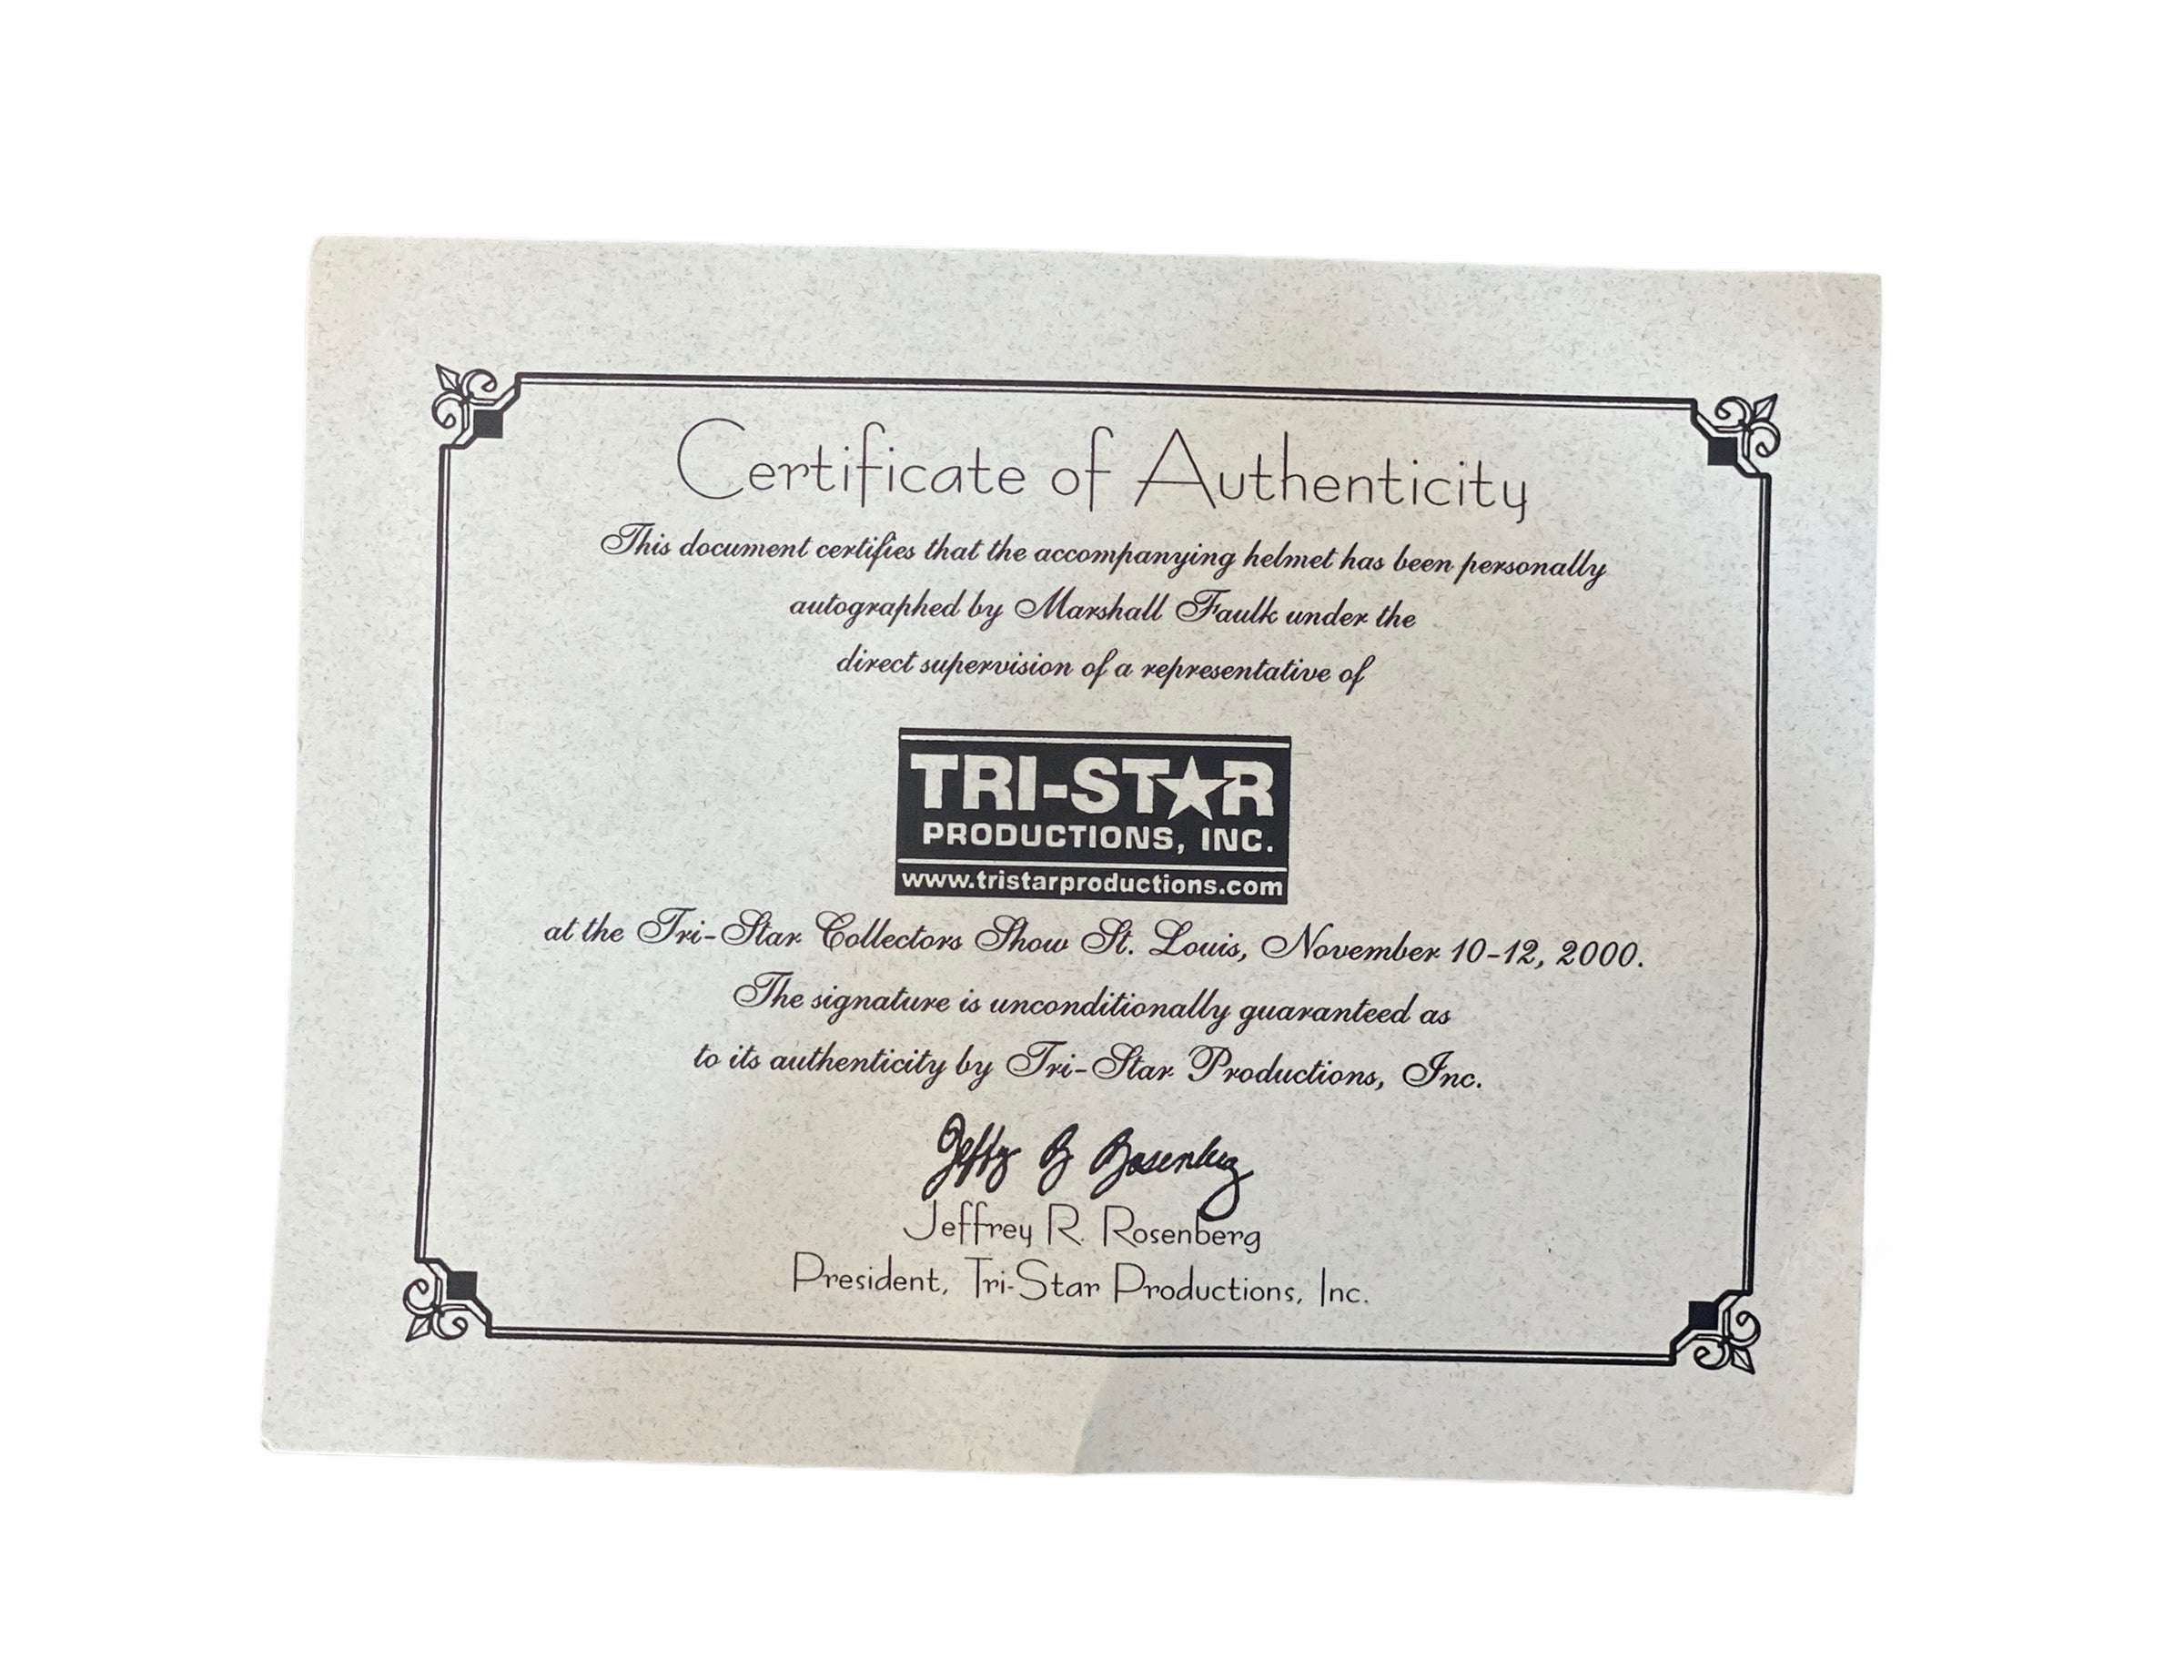 Certificate of Authenticity
This document certifies that the accompanying helmet has been personally
autographed by Marshall Faulk under the
direct supervision of a representative of
TRI-STAR
PRODUCTIONS, INC.
www.tristarproductions.com
at the Tri-Star Collectors Show St. Louis, November 10-12, 2000.
The signature is unconditionally guaranteed as
to its authenticity by Tri-Star Productions, Inc.
Jeffrey R. Rosenberg
Jeffrey R. Rosenberg
President, Tri-Star Productions, Inc.